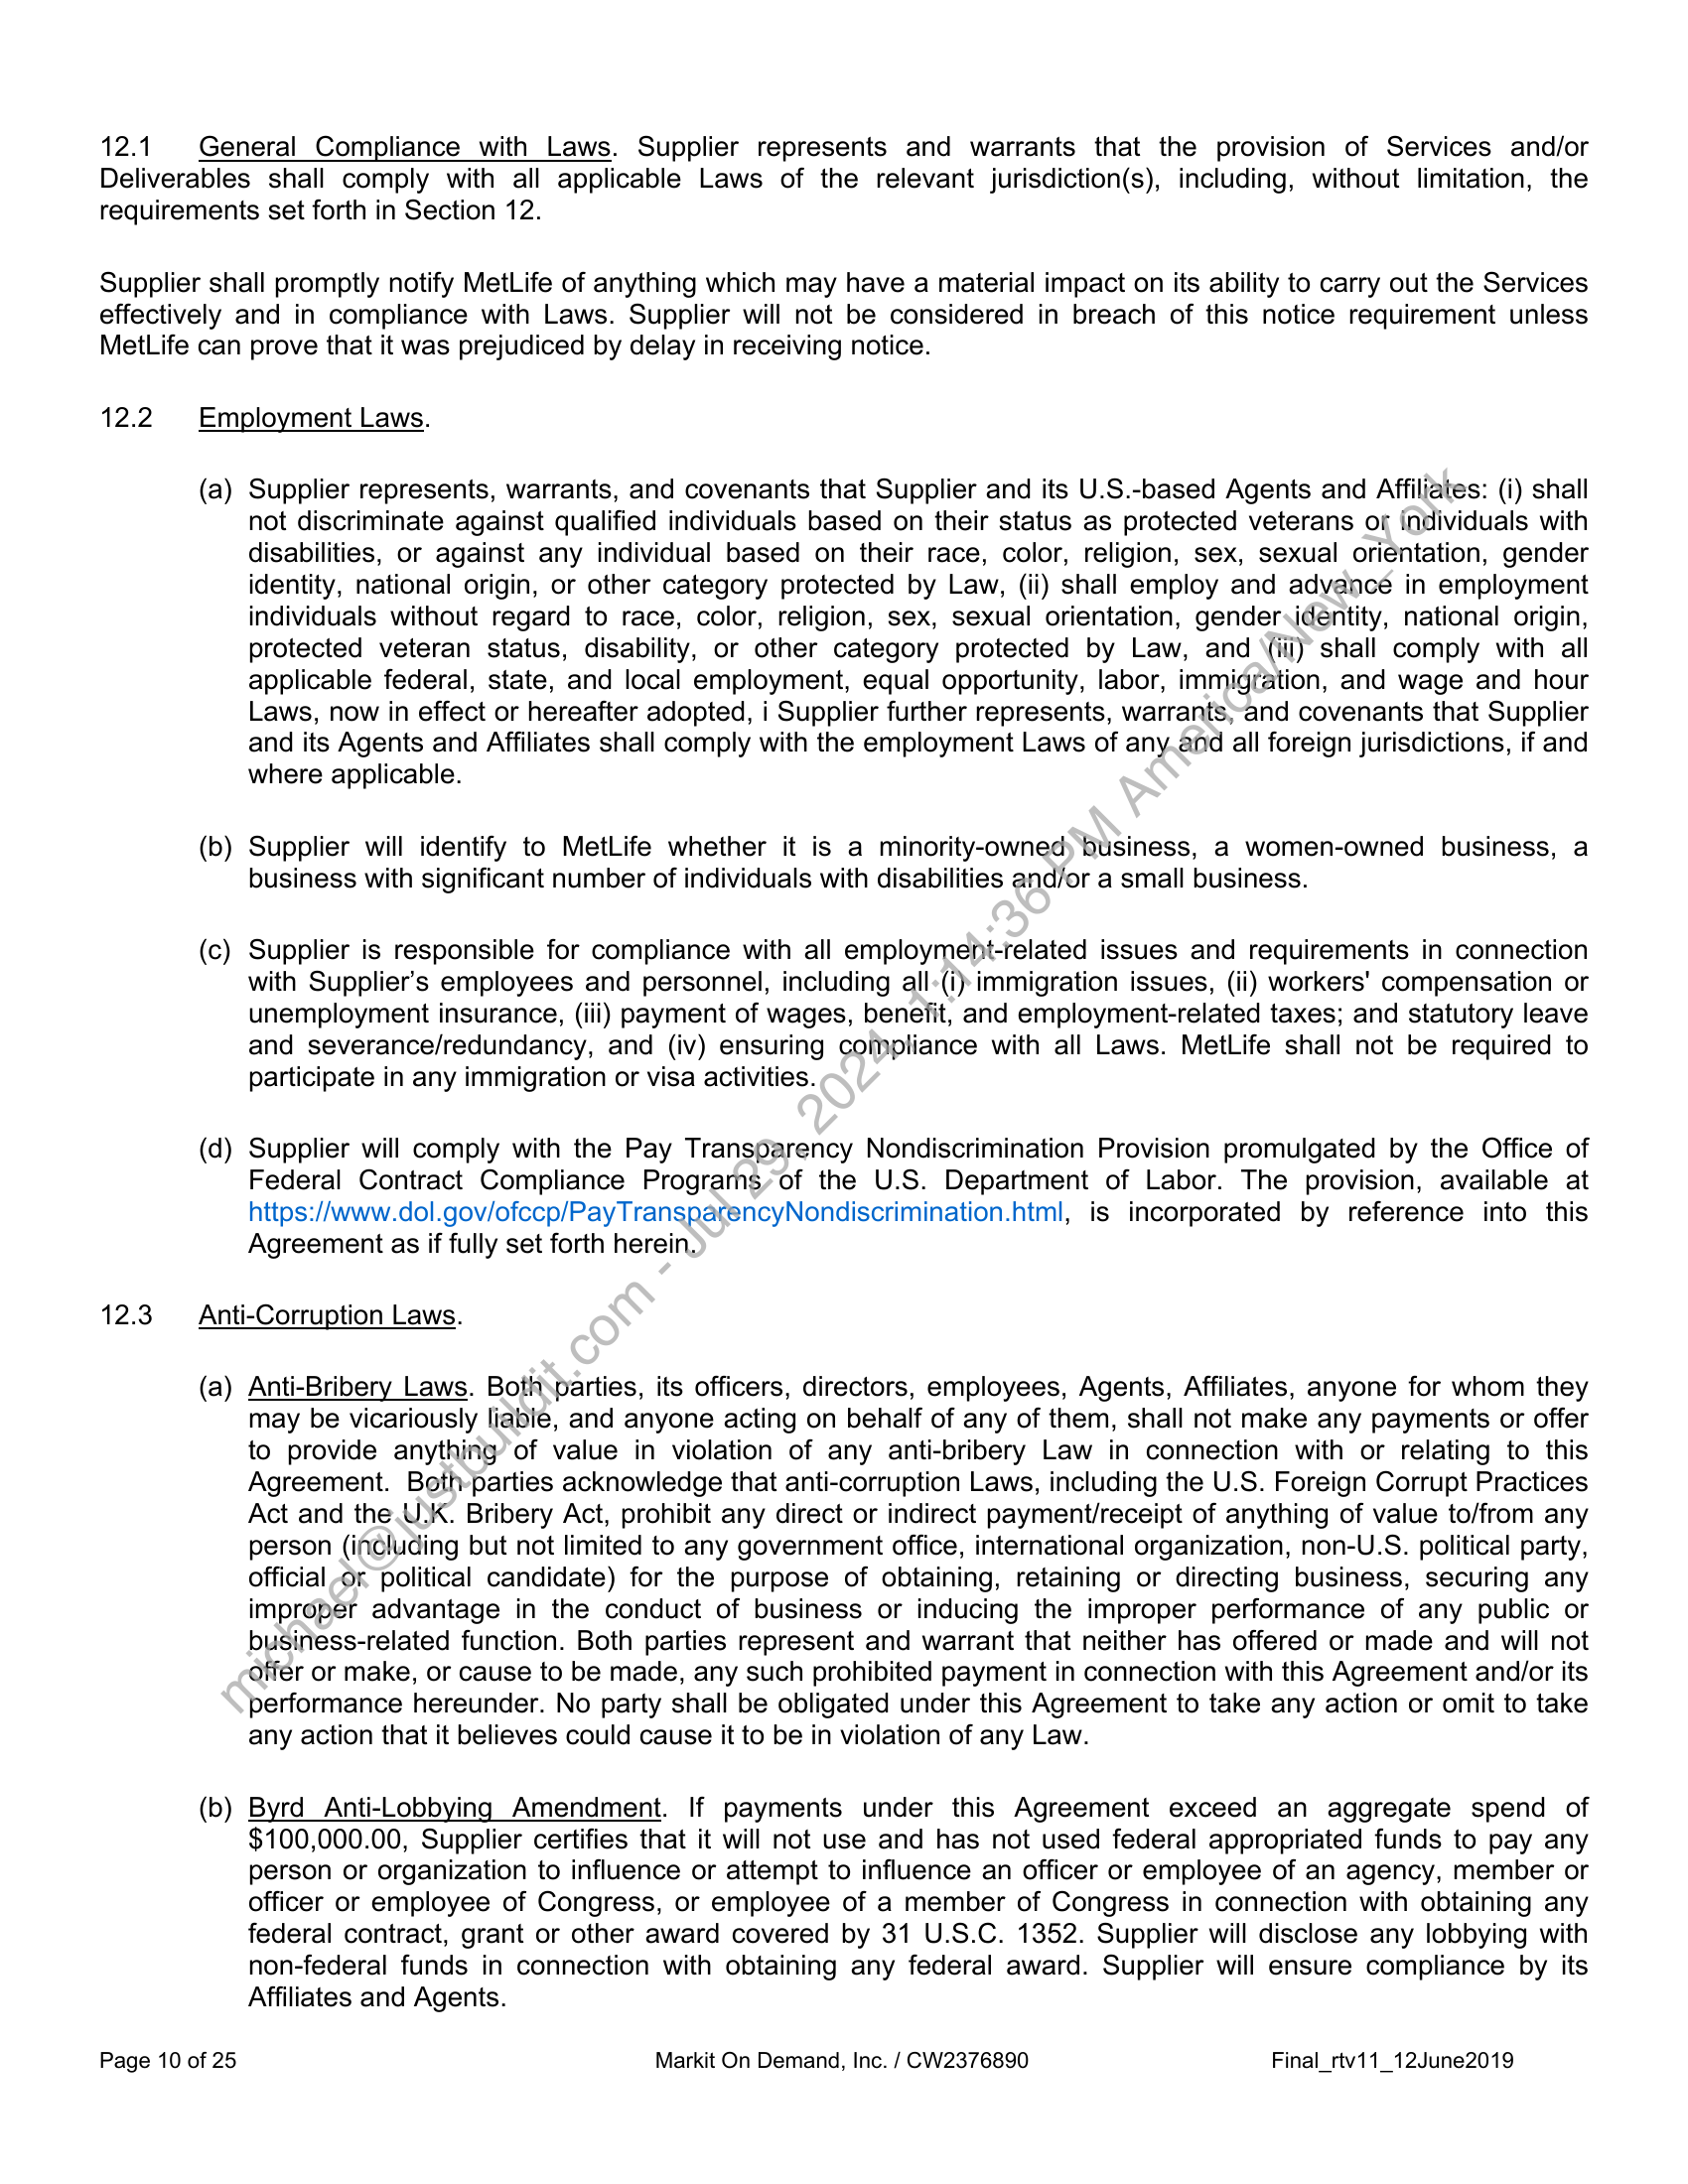 12.1 General Compliance with Laws. Supplier represents and warrants that the provision of Services and/or
Deliverables shall comply with all applicable Laws of the relevant jurisdiction(s), including, without limitation, the
requirements set forth in Section 12.
Supplier shall promptly notify MetLife of anything which may have a material impact on its ability to carry out the Services
effectively and in compliance with Laws. Supplier will not be considered in breach of this notice requirement unless
MetLife can prove that it was prejudiced by delay in receiving notice.
12.2 Employment Laws.
(a) Supplier represents, warrants, and covenants that Supplier and its U.S.-based Agents and Affiliates: (i) shall
not discriminate against qualified individuals based on their status as protected veterans or individuals with
disabilities, or against any individual based on their race, color, religion, sex, sexual orientation, gender
identity, national origin, or other category protected by Law, (ii) shall employ and advance in employment
individuals without regard to race, color, religion, sex, sexual orientation, gender identity, national origin,
protected veteran status, disability, or other category protected by Law, and (iii) shall comply with all
applicable federal, state, and local employment, equal opportunity, labor, immigration, and wage and hour
Laws, now in effect or hereafter adopted, i Supplier further represents, warrants, and covenants that Supplier
and its Agents and Affiliates shall comply with the employment Laws of any and all foreign jurisdictions, if and
where applicable.
(b) Supplier will identify to MetLife whether it is a minority-owned business, a women-owned business, a
business with significant number of individuals with disabilities and/or a small business.
(c) Supplier is responsible for compliance with all employment-related issues and requirements in connection
with Supplier’s employees and personnel, including all (i) immigration issues, (ii) workers' compensation or
unemployment insurance, (iii) payment of wages, benefit, and employment-related taxes; and statutory leave
and severance/redundancy, and (iv) ensuring compliance with all Laws. MetLife shall not be required to
participate in any immigration or visa activities.
(d) Supplier will comply with the Pay Transparency Nondiscrimination Provision promulgated by the Office of
Federal Contract Compliance Programs of the U.S. Department of Labor. The provision, available at
https://www.dol.gov/ofccp/PayTransparencyNondiscrimination.html, is incorporated by reference into this
Agreement as if fully set forth herein.
12.3 Anti-Corruption Laws.
(a) Anti-Bribery Laws. Both parties, its officers, directors, employees, Agents, Affiliates, anyone for whom they
may be vicariously liable, and anyone acting on behalf of any of them, shall not make any payments or offer
to provide anything of value in violation of any anti-bribery Law in connection with or relating to this
Agreement. Both parties acknowledge that anti-corruption Laws, including the U.S. Foreign Corrupt Practices
Act and the U.K. Bribery Act, prohibit any direct or indirect payment/receipt of anything of value to/from any
person (including but not limited to any government office, international organization, non-U.S. political party,
official or political candidate) for the purpose of obtaining, retaining or directing business, securing any
improper advantage in the conduct of business or inducing the improper performance of any public or
business-related function. Both parties represent and warrant that neither has offered or made and will not
offer or make, or cause to be made, any such prohibited payment in connection with this Agreement and/or its
performance hereunder. No party shall be obligated under this Agreement to take any action or omit to take
any action that it believes could cause it to be in violation of any Law.
(b) Byrd Anti-Lobbying Amendment. If payments under this Agreement exceed an aggregate spend of
$100,000.00, Supplier certifies that it will not use and has not used federal appropriated funds to pay any
person or organization to influence or attempt to influence an officer or employee of an agency, member or
officer or employee of Congress, or employee of a member of Congress in connection with obtaining any
federal contract, grant or other award covered by 31 U.S.C. 1352. Supplier will disclose any lobbying with
non-federal funds in connection with obtaining any federal award. Supplier will ensure compliance by its
Affiliates and Agents.
michael@justbuildit.com - Jul 29, 2024, 1:14:36 PM America/New_York
Page 10 of 25 Markit On Demand, Inc. / CW2376890 Final_rtv11_12June2019